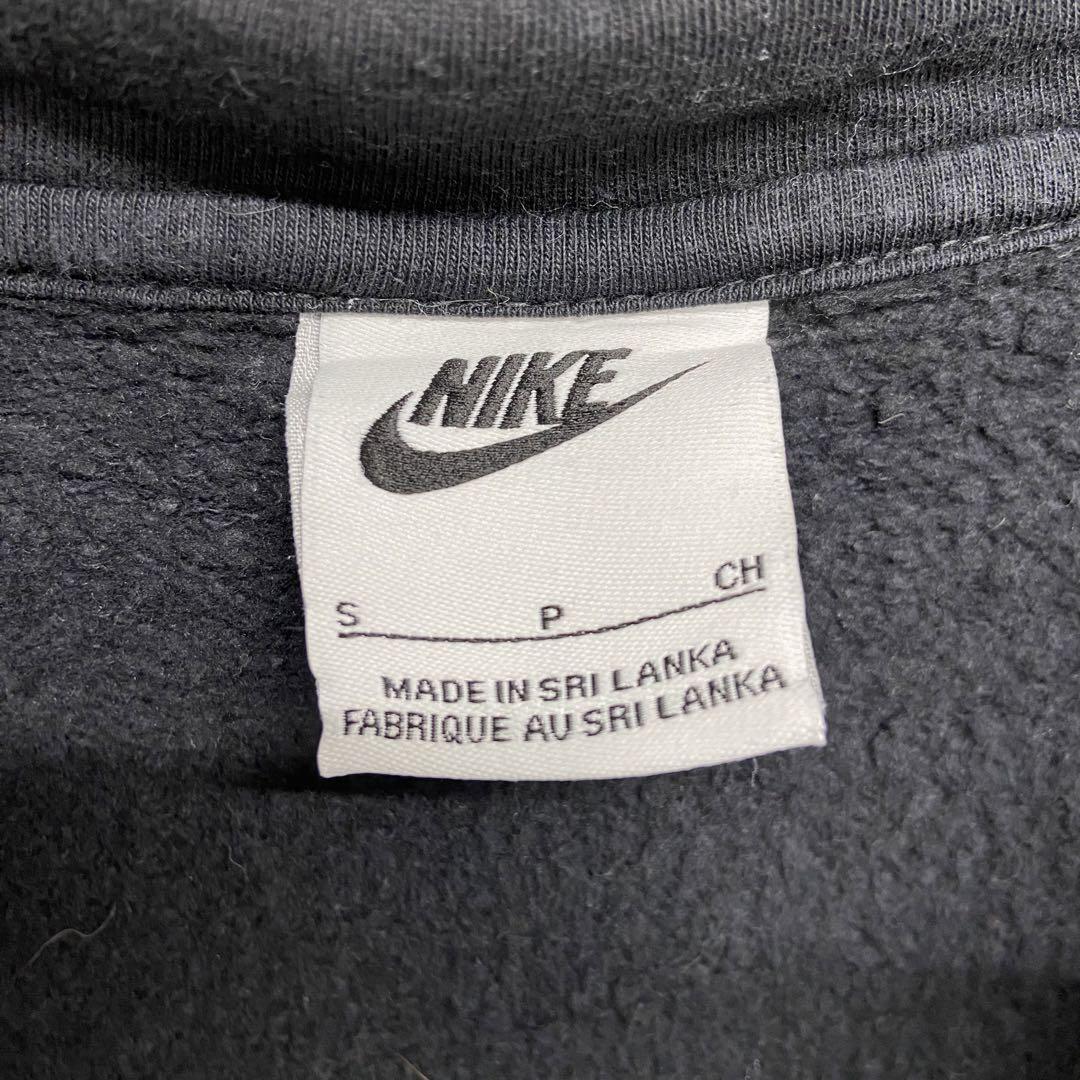 NIKE
S P CH
MADE IN SRI LANKA
FABRIQUE AU SRI LANKA